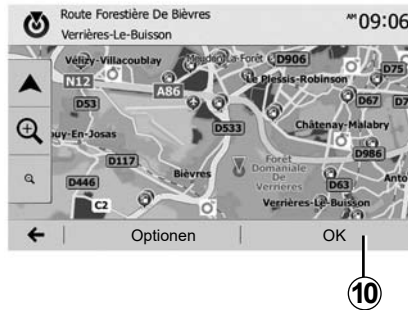 Route Forestière De Bièvres
Verrières-Le-Buisson
AM 09:06
Vélizy-Villacoublay
Meudon-La-Forêt
D906
Le Plessis-Robinson
D75
N12
A86
D53
D67
D533
Châtenay-Malabry
ouy-En-Josas
D986
D117
Forêt
Domaniale
De
Verrières
Bièvres
D446
D63
Anto
Verrières-Le-Buisson
C2
Optionen
OK
10